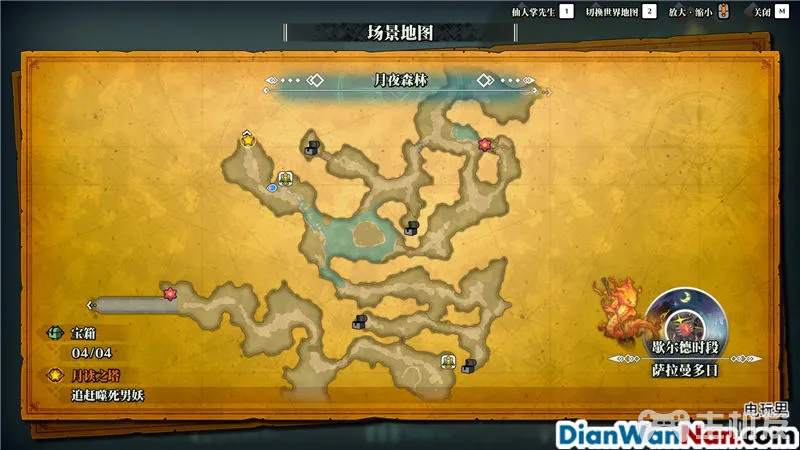 仙人掌先生 1 切换世界地图 2 放大·缩小 关闭 M
场景地图
月夜森林
宝箱
04/04
月读之塔
追赶噬死男妖
歇尔德时段
萨拉曼多日
电玩男
DianWanNan.com